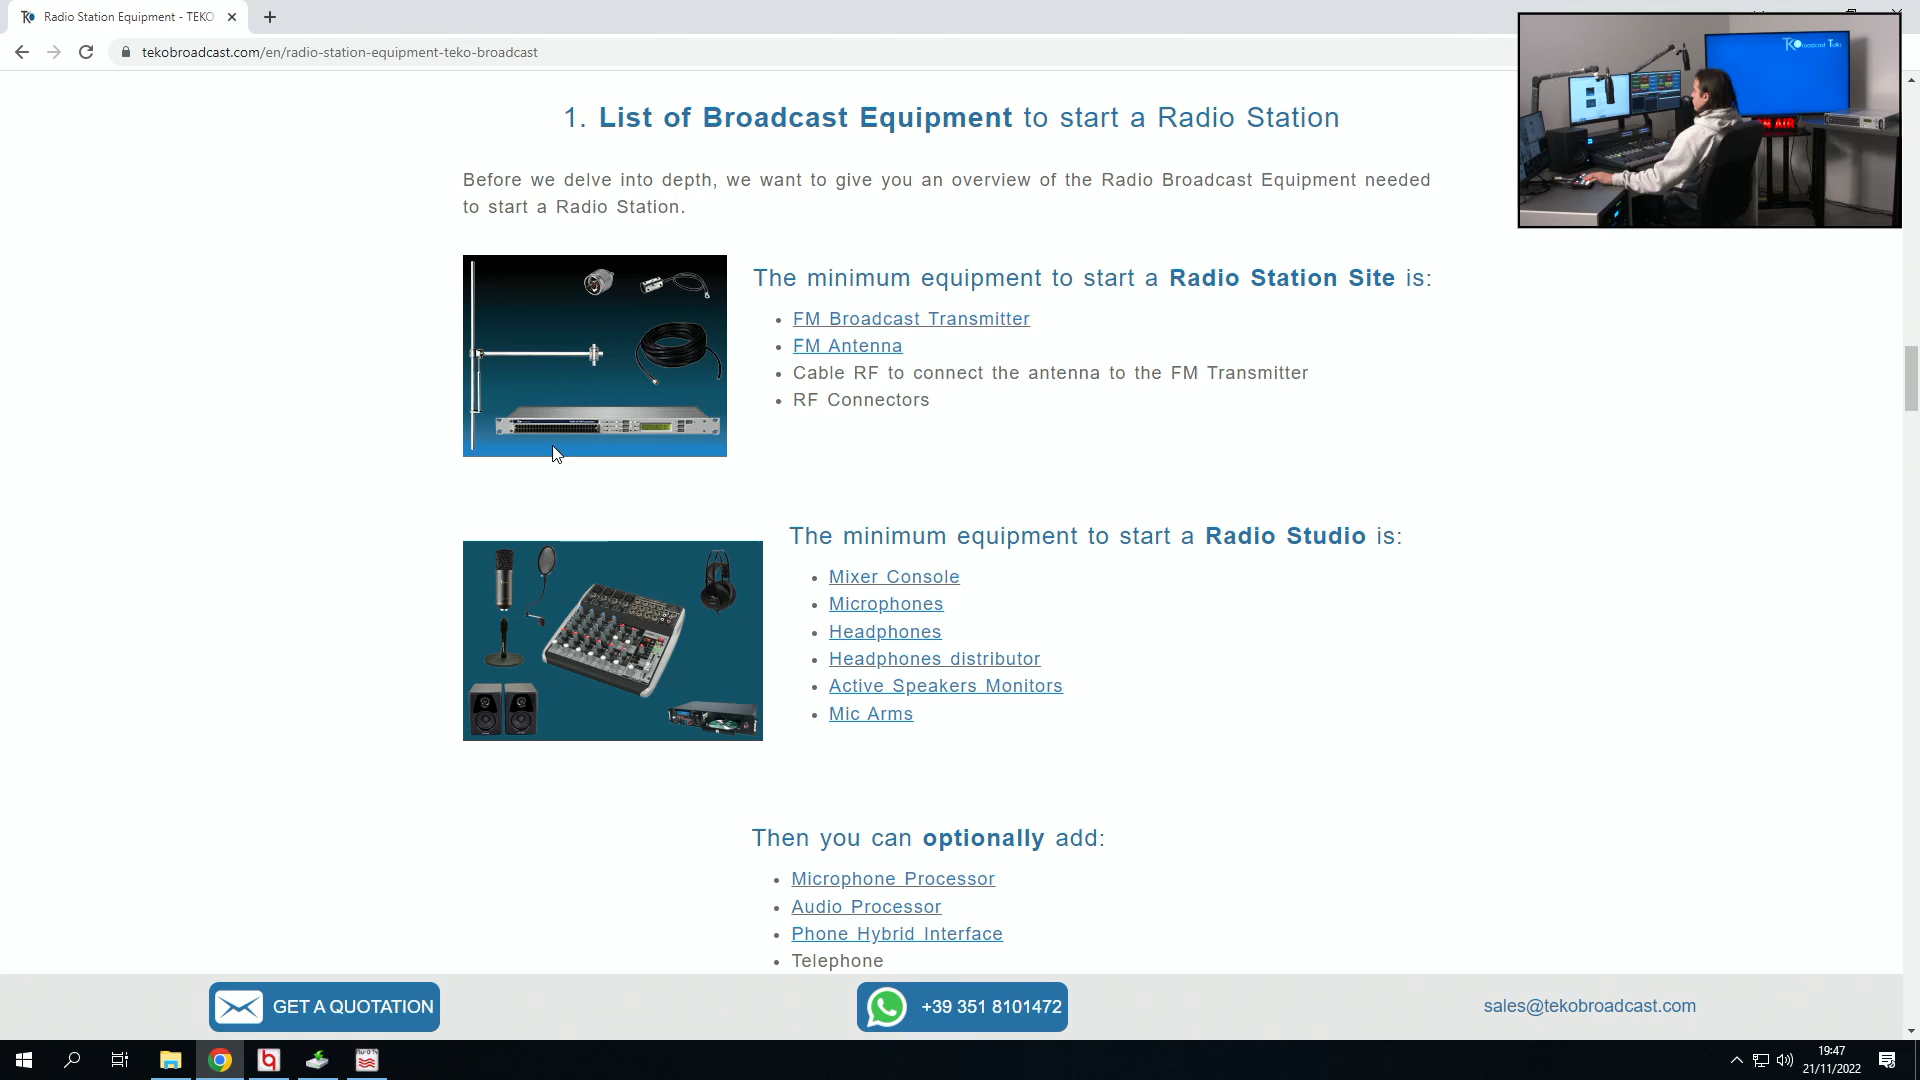 Radio Station Equipment - TEKO
tekobroadcast.com/en/radio-station-equipment-teko-broadcast
TKBroadcast Talks
ON AIR
1. List of Broadcast Equipment to start a Radio Station
Before we delve into depth, we want to give you an overview of the Radio Broadcast Equipment needed
to start a Radio Station.
The minimum equipment to start a Radio Station Site is:
• FM Broadcast Transmitter
• FM Antenna
• Cable RF to connect the antenna to the FM Transmitter
• RF Connectors
The minimum equipment to start a Radio Studio is:
• Mixer Console
• Microphones
• Headphones
• Headphones distributor
• Active Speakers Monitors
• Mic Arms
Then you can optionally add:
• Microphone Processor
• Audio Processor
• Phone Hybrid Interface
• Telephone
GET A QUOTATION
+39 351 8101472
sales@tekobroadcast.com
19:47
21/11/2022